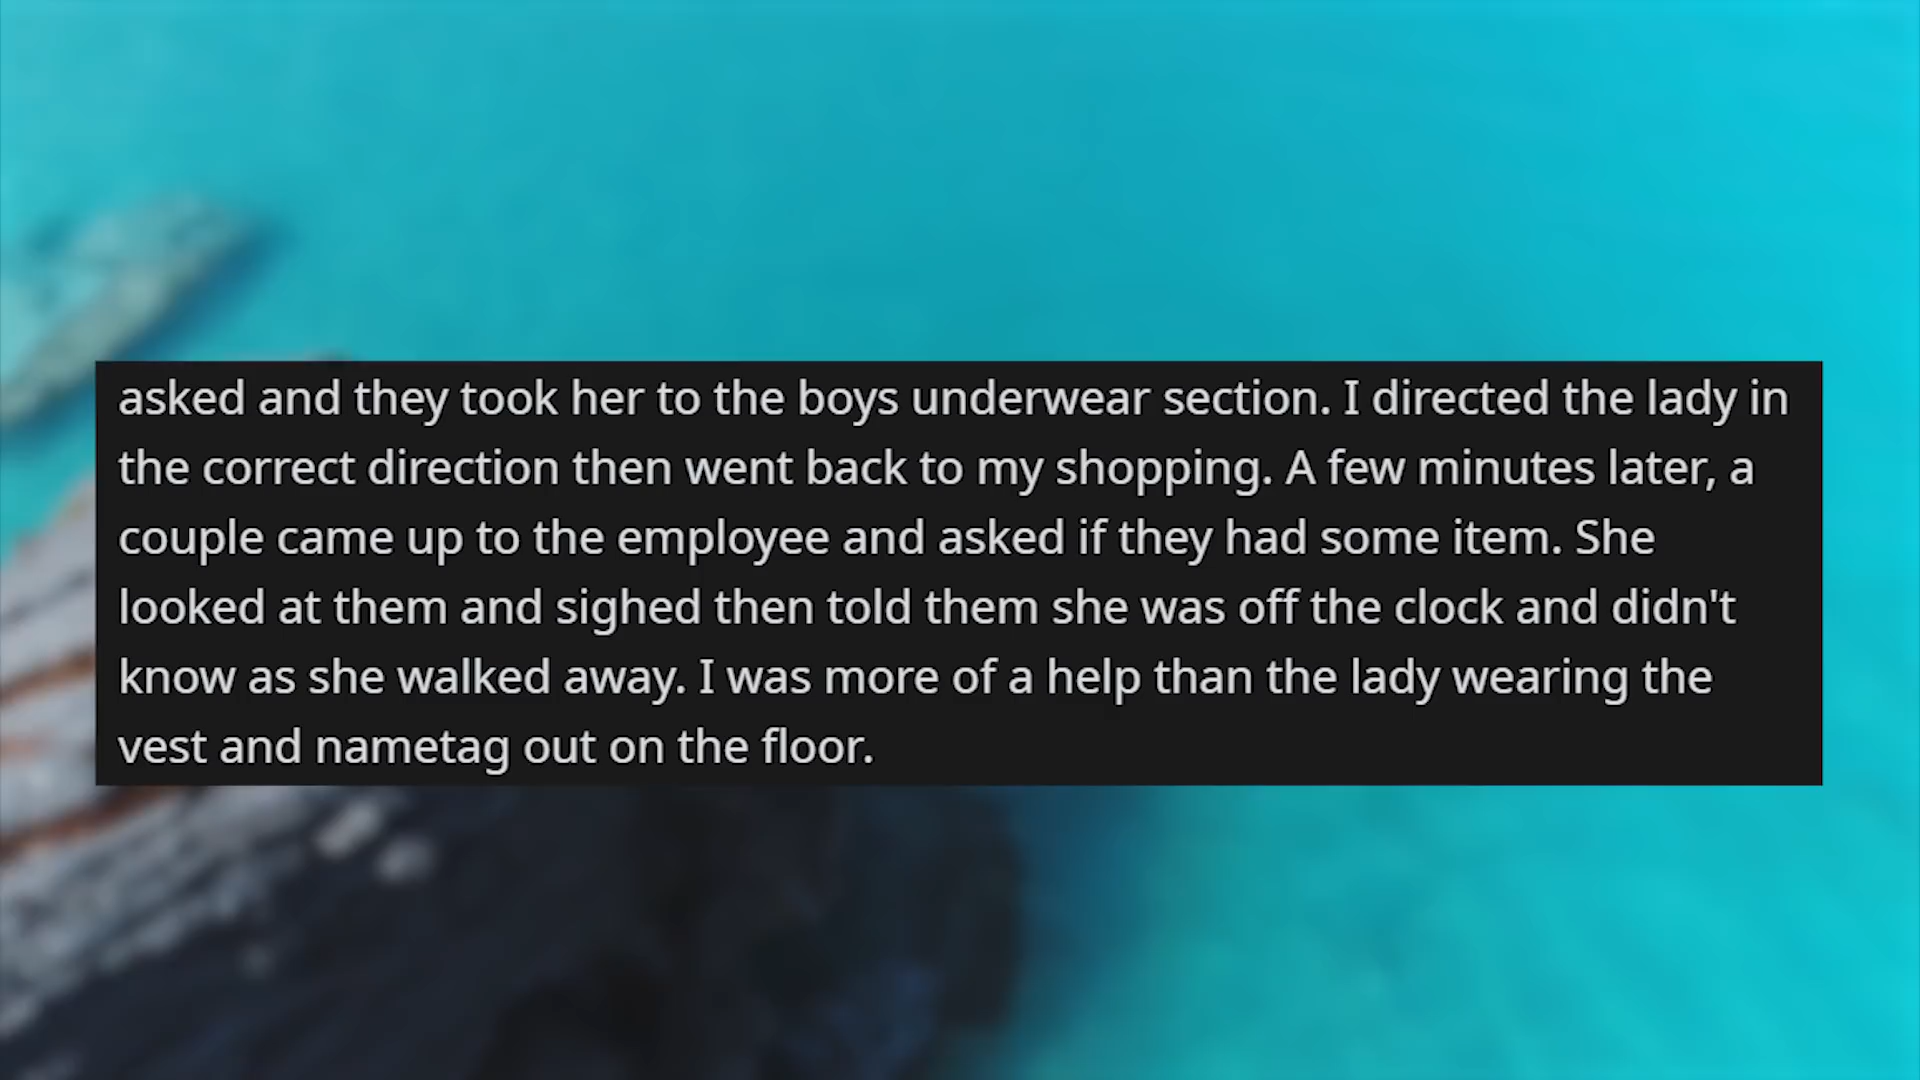 asked and they took her to the boys underwear section. I directed the lady in
the correct direction then went back to my shopping. A few minutes later, a
couple came up to the employee and asked if they had some item. She
looked at them and sighed then told them she was off the clock and didn't
know as she walked away. I was more of a help than the lady wearing the
vest and nametag out on the floor.